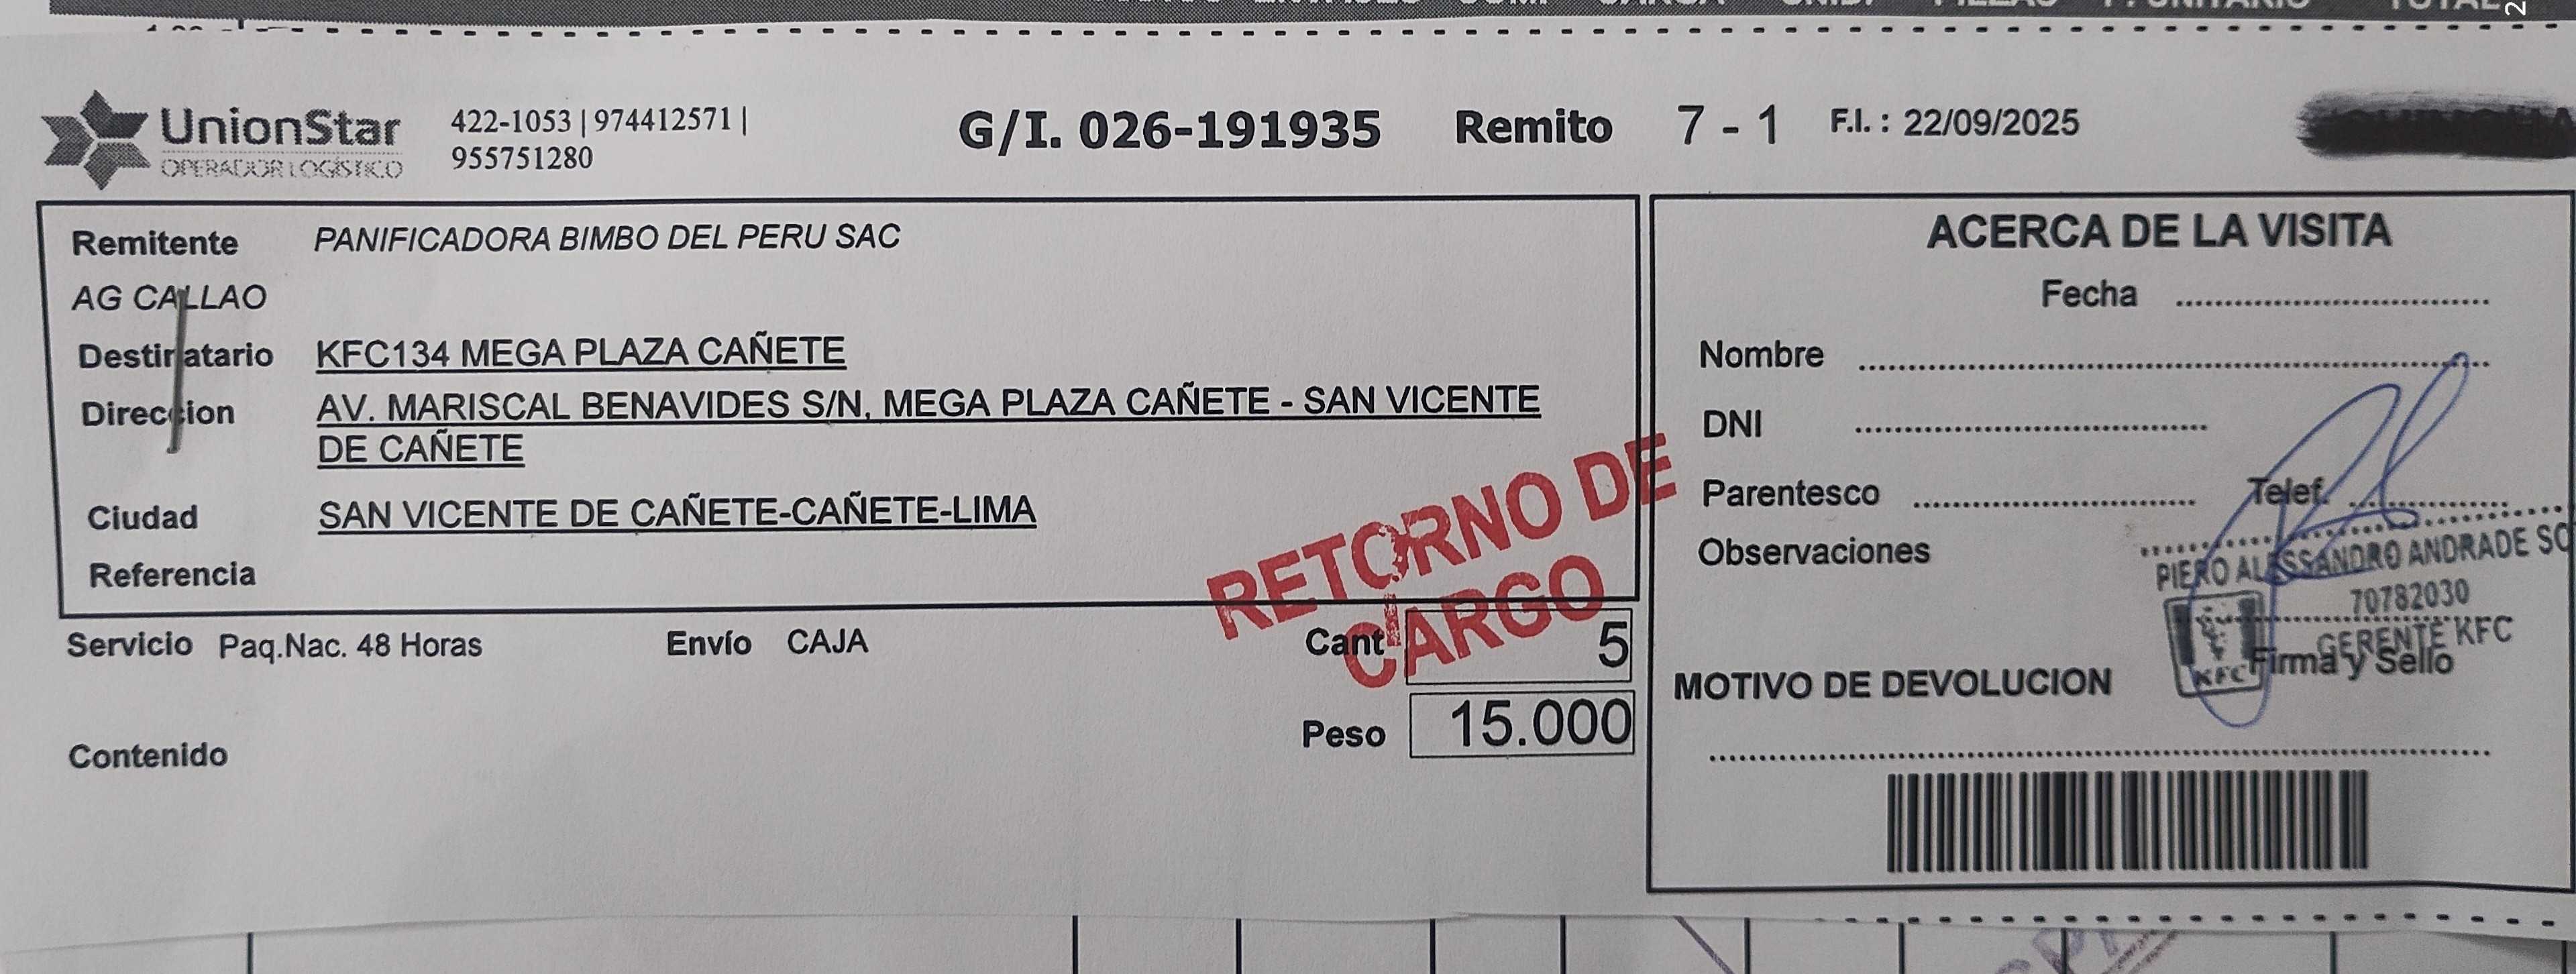 UnionStar
OPERADOR LOGÍSTICO
422-1053 | 974412571 |
955751280
G/I. 026-191935 Remito 7 - 1 F.I. : 22/09/2025
Remitente PANIFICADORA BIMBO DEL PERU SAC
AG CALLAO
Destinatario KFC134 MEGA PLAZA CAÑETE
Direccion AV. MARISCAL BENAVIDES S/N, MEGA PLAZA CAÑETE - SAN VICENTE
DE CAÑETE
Ciudad SAN VICENTE DE CAÑETE-CAÑETE-LIMA
Referencia
RETORNO DE
CARGO
Servicio Paq.Nac. 48 Horas Envío CAJA Cant 5
Peso 15.000
Contenido
ACERCA DE LA VISITA
Fecha
Nombre
DNI
Parentesco Telef.
Observaciones
PIERO ALESSANDRO ANDRADE
70782030
GERENTE KFC
KFC
Firma y Sello
MOTIVO DE DEVOLUCION